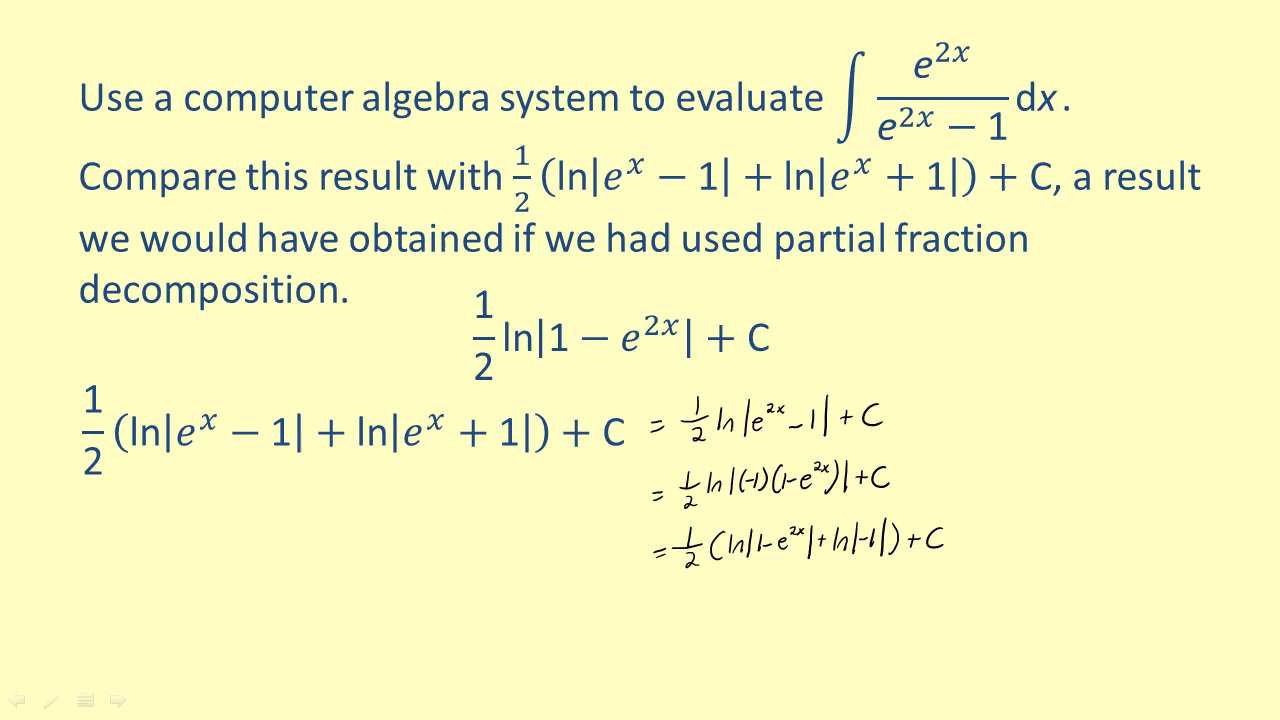 Use a computer algebra system to evaluate ∫ e^{2x}/(e^{2x} − 1) dx.
Compare this result with 1/2 (ln|e^x − 1| + ln|e^x + 1|) + C, a result
we would have obtained if we had used partial fraction
decomposition.
1/2 ln|1 − e^{2x}| + C
1/2 (ln|e^x − 1| + ln|e^x + 1|) + C = 1/2 ln|e^{2x} − 1| + C
= 1/2 ln|(-1)(1-e^{2x})| + C
= 1/2 (ln|1-e^{2x}| + ln|-1|) + C